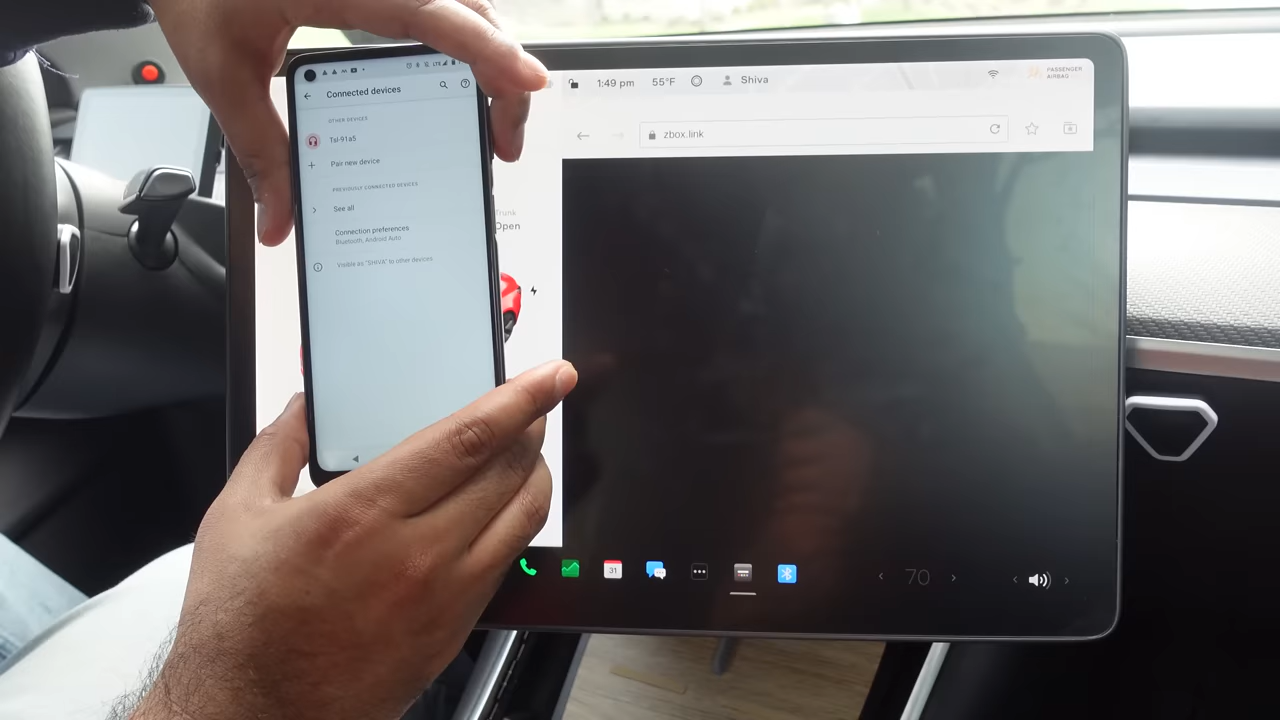 Connected devices
OTHER DEVICES
Tsl-91a5
Pair new device
PREVIOUSLY CONNECTED DEVICES
See all
Connection preferences
Bluetooth, Android Auto
Visible as "SHIVA" to other devices
LTE
1:49 pm 55°F Shiva
PASSENGER
AIRBAG
zbox.link
Trunk
Open
31
70